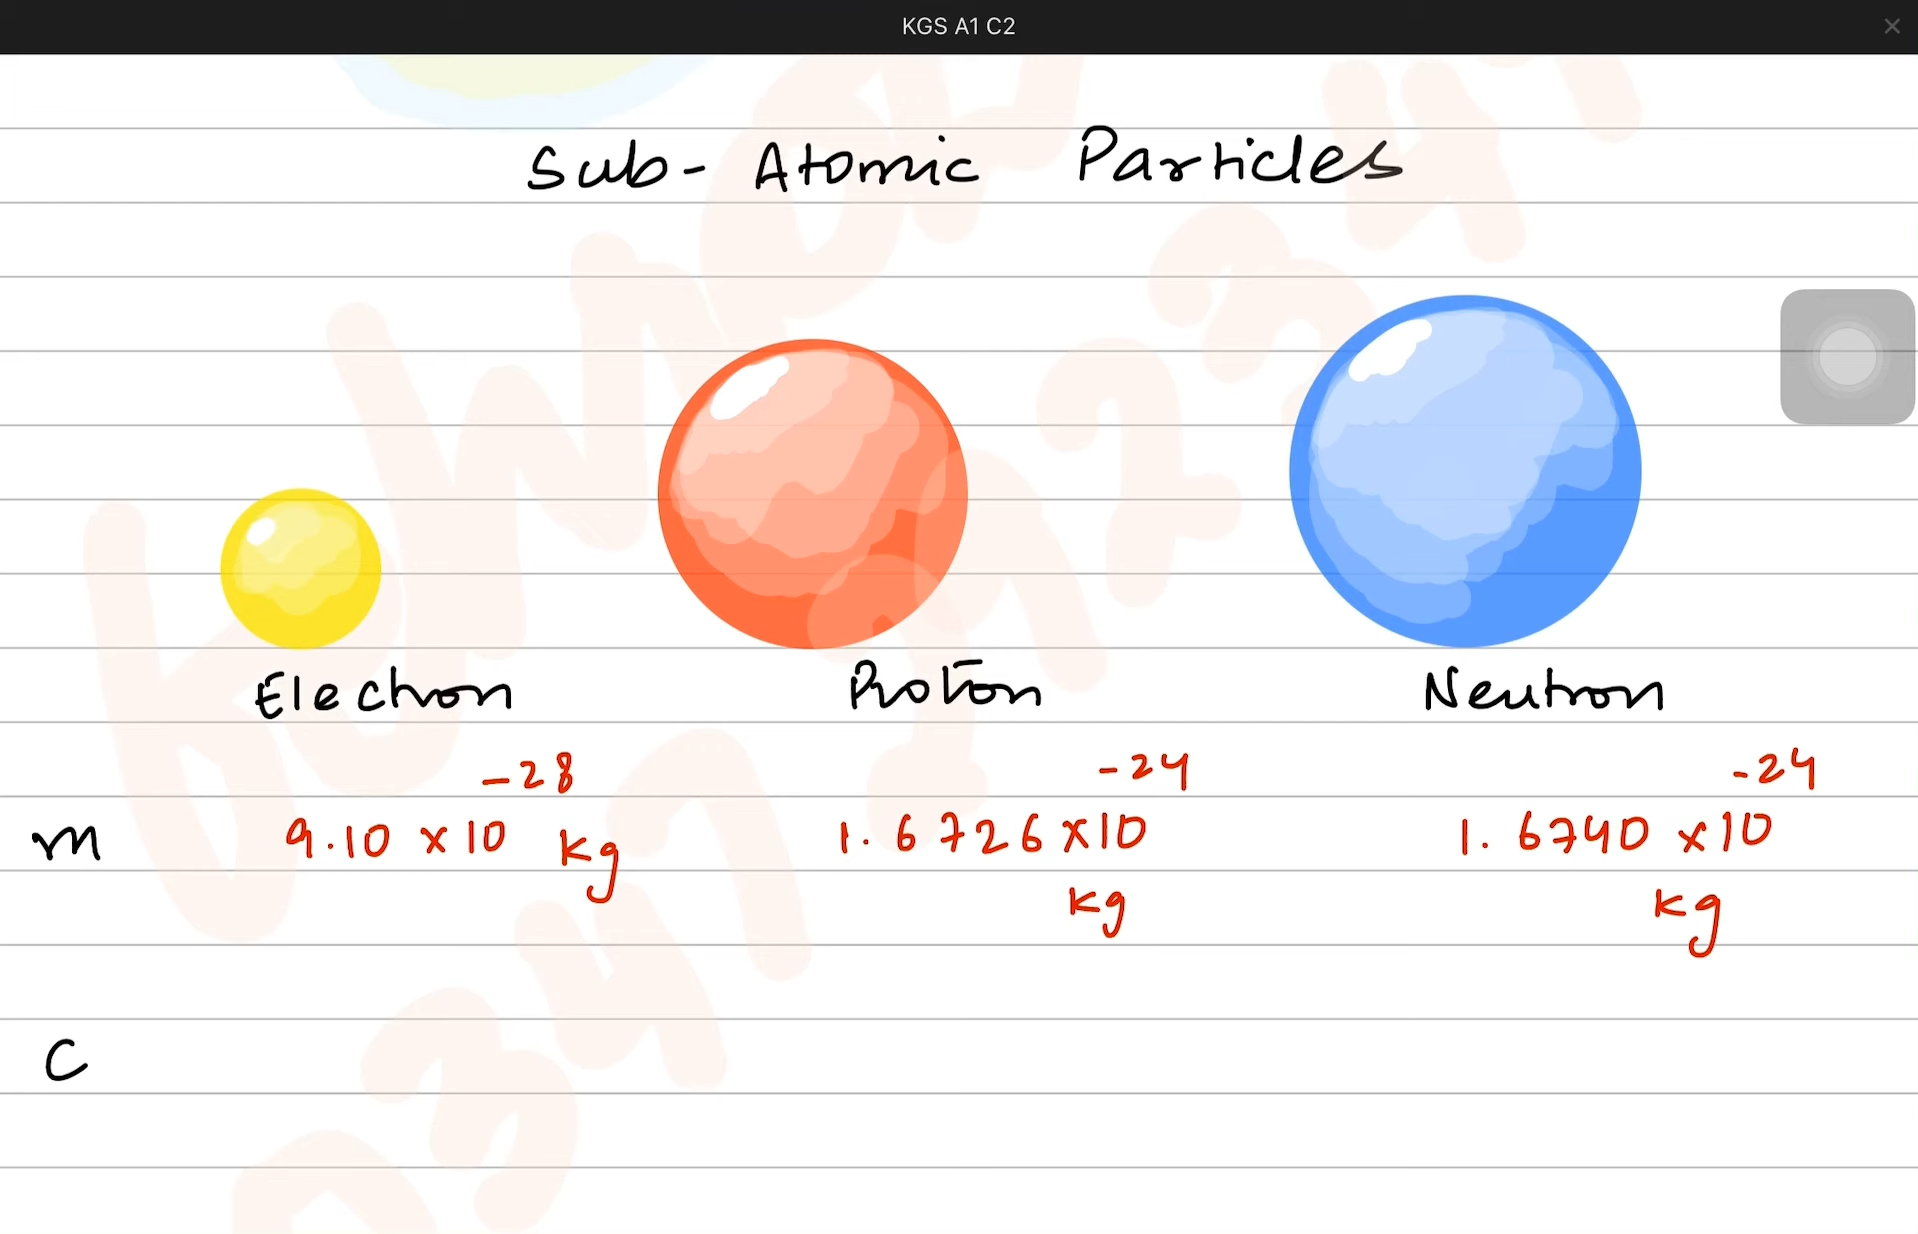 KGS A1 C2
Sub-Atomic Particles
Electron Proton Neutron
m 9.10 x 10⁻²⁸ kg 1.6726 x 10⁻²⁴ kg 1.6740 x 10⁻²⁴ kg
C